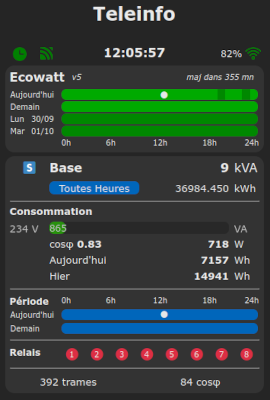 Teleinfo
12:05:57 82%
Ecowatt v5 maj dans 355 mn
Aujourd'hui
Demain
Lun 30/09
Mar 01/10
0h 6h 12h 18h 24h
S Base 9 kVA
Toutes Heures 36984.450 kWh
Consommation
234 V 865 VA
cosφ 0.83 718 W
Aujourd'hui 7157 Wh
Hier 14941 Wh
Période 0h 6h 12h 18h 24h
Aujourd'hui
Demain
Relais 1 2 3 4 5 6 7 8
392 trames 84 cosφ